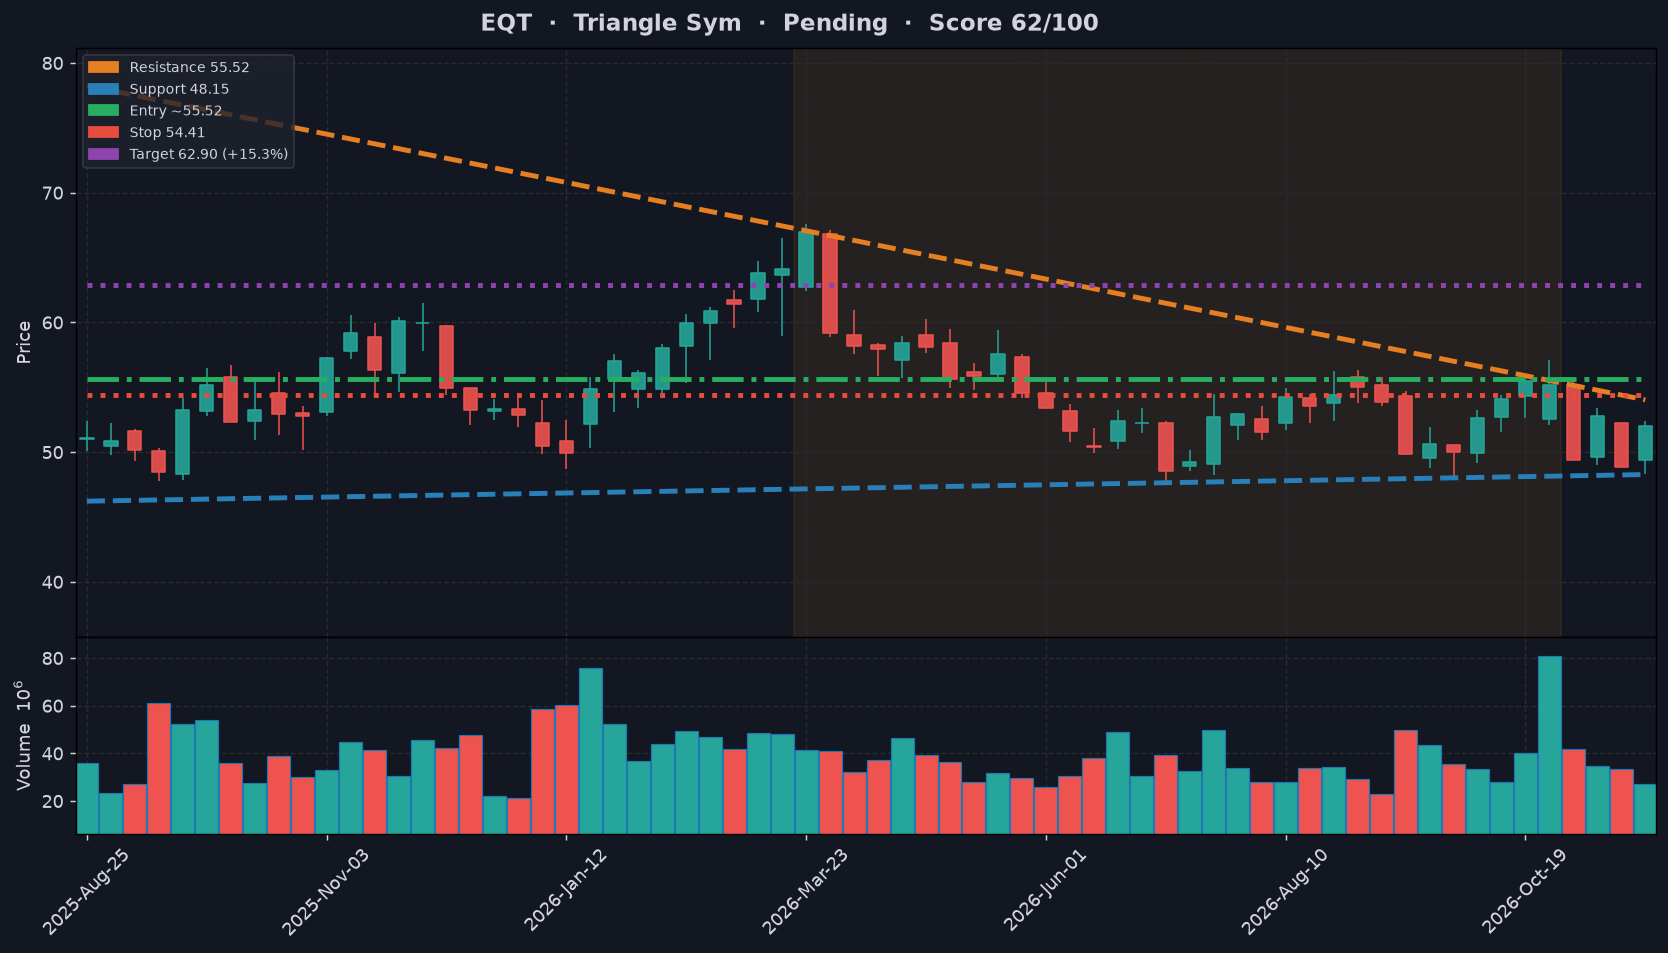 EQT · Triangle Sym · Pending · Score 62/100
Resistance 55.52
Support 48.15
Entry ~55.52
Stop 54.41
Target 62.90 (+15.3%)
Price
80
70
60
50
40
Volume 10⁶
80
60
40
20
2025-Aug-25
2025-Nov-03
2026-Jan-12
2026-Mar-23
2026-Jun-01
2026-Aug-10
2026-Oct-19